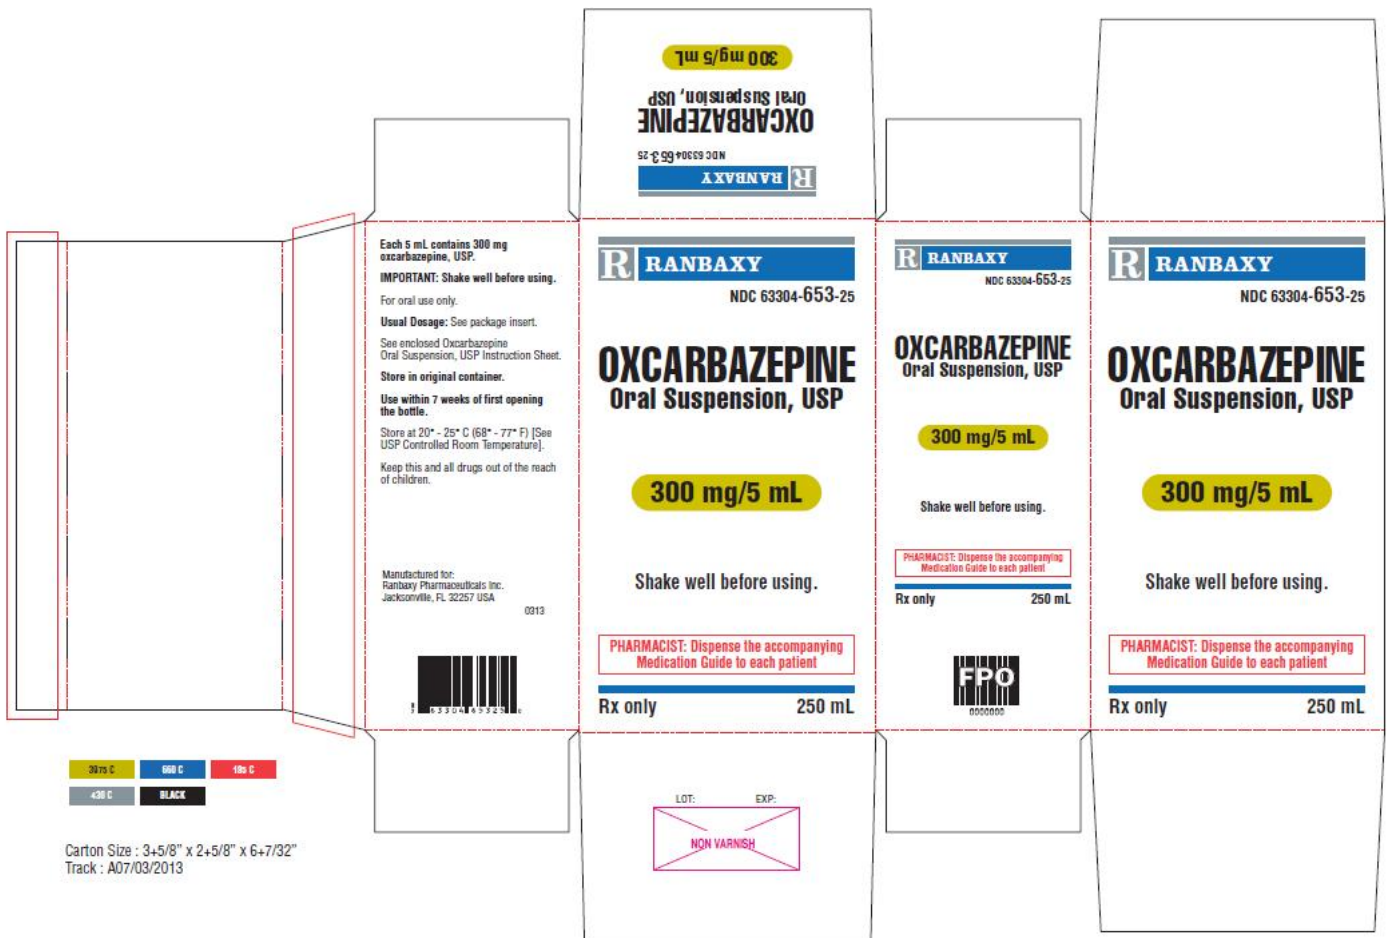 300 mg/5 mL
OXCARBAZEPINE
Oral Suspension, USP
NDC 63304-653-25
R RANBAXY
Each 5 mL contains 300 mg
oxcarbazepine, USP.
IMPORTANT: Shake well before using.
For oral use only.
Usual Dosage: See package insert.
See enclosed Oxcarbazepine
Oral Suspension, USP Instruction Sheet.
Store in original container.
Use within 7 weeks of first opening
the bottle.
Store at 20° - 25° C (68° - 77° F) [See
USP Controlled Room Temperature].
Keep this and all drugs out of the reach
of children.
Manufactured for:
Ranbaxy Pharmaceuticals Inc.
Jacksonville, FL 32257 USA
0313
R RANBAXY
NDC 63304-653-25
OXCARBAZEPINE
Oral Suspension, USP
300 mg/5 mL
Shake well before using.
PHARMACIST: Dispense the accompanying
Medication Guide to each patient
Rx only 250 mL
R RANBAXY
NDC 63304-653-25
OXCARBAZEPINE
Oral Suspension, USP
300 mg/5 mL
Shake well before using.
PHARMACIST: Dispense the accompanying
Medication Guide to each patient
Rx only 250 mL
FPO
0000000
R RANBAXY
NDC 63304-653-25
OXCARBAZEPINE
Oral Suspension, USP
300 mg/5 mL
Shake well before using.
PHARMACIST: Dispense the accompanying
Medication Guide to each patient
Rx only 250 mL
3975 C 660 C 185 C
430 C BLACK
LOT: EXP:
NON VARNISH
Carton Size : 3+5/8" x 2+5/8" x 6+7/32"
Track : A07/03/2013